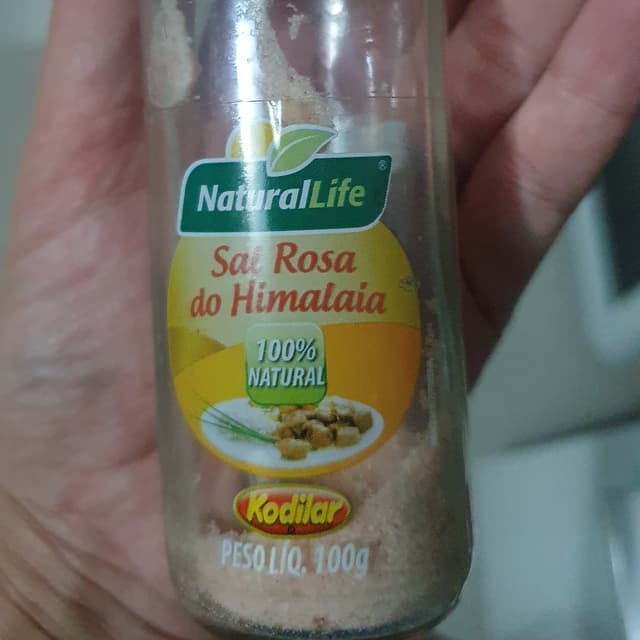 NaturalLife®
Sal Rosa
do Himalaia
100%
NATURAL
Kodilar
PESO LÍQ. 100g